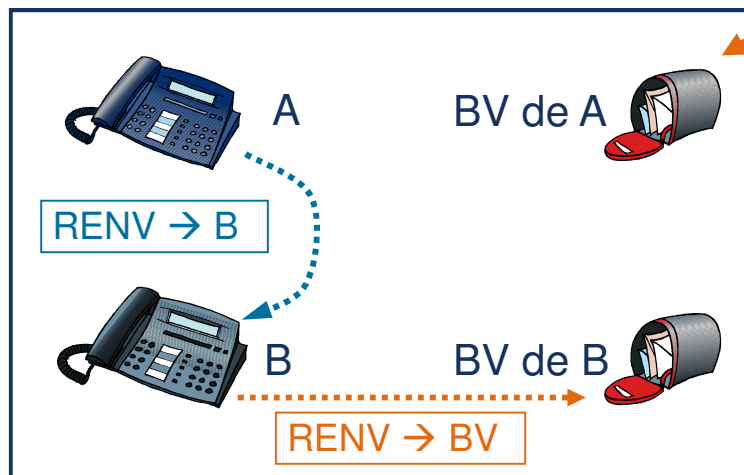 A
BV de A
RENV → B
B
BV de B
RENV → BV